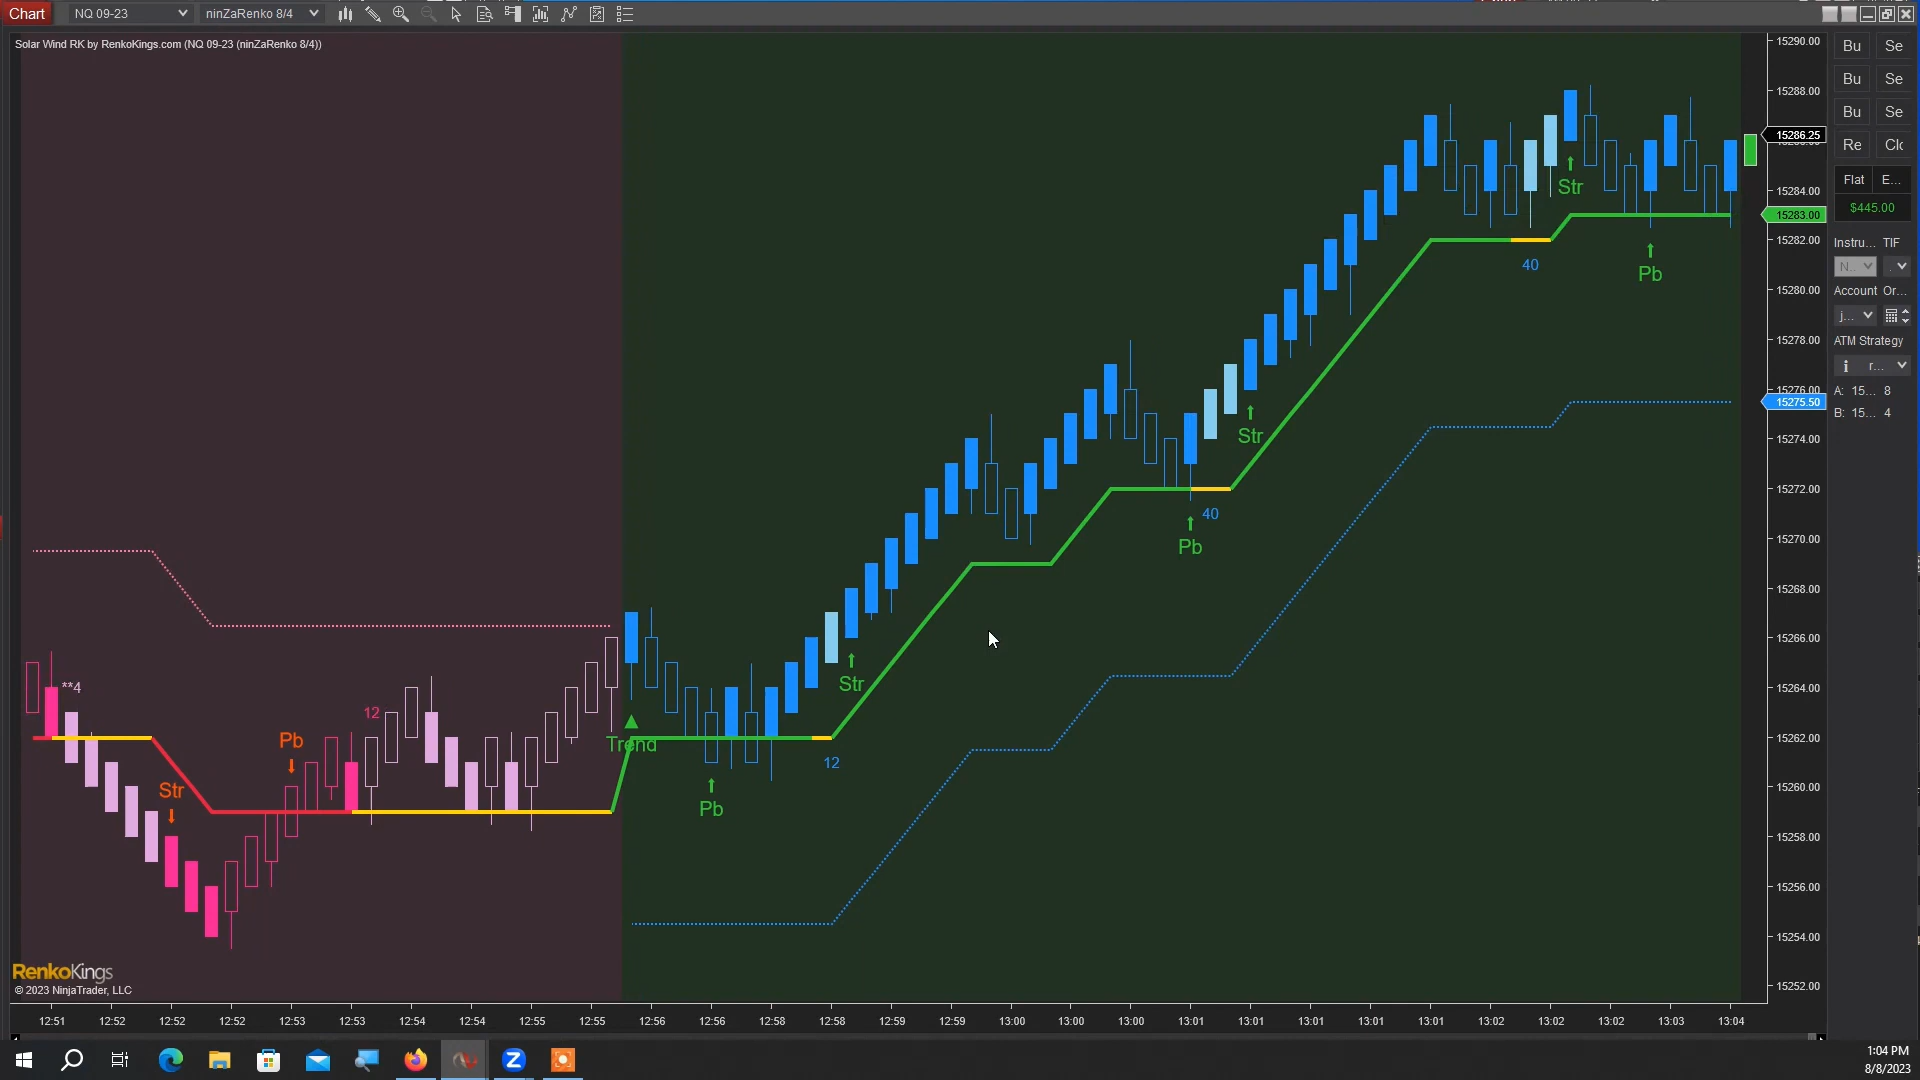 Chart NQ 09-23 ninZaRenko 8/4
Solar Wind RK by RenkoKings.com (NQ 09-23 (ninZaRenko 8/4))
15290.00
15288.00
15286.25
15284.00
15283.00
15282.00
15280.00
15278.00
15276.00
15275.50
15274.00
15272.00
15270.00
15268.00
15266.00
15264.00
15262.00
15260.00
15258.00
15256.00
15254.00
15252.00
Bu Se
Bu Se
Bu Se
Re Clo
Flat E...
$445.00
Instru... TIF
N... .
Account Or...
j...
ATM Strategy
r...
A: 15... 8
B: 15... 4
Str
40
Pb
Str
40
Pb
Str
**4
12
Pb
Trend
12
Str
Pb
RenkoKings
© 2023 NinjaTrader, LLC
12:51 12:52 12:52 12:52 12:53 12:53 12:54 12:54 12:55 12:55 12:56 12:56 12:58 12:58 12:59 12:59 13:00 13:00 13:00 13:01 13:01 13:01 13:01 13:01 13:02 13:02 13:02 13:03 13:04
1:04 PM
8/8/2023